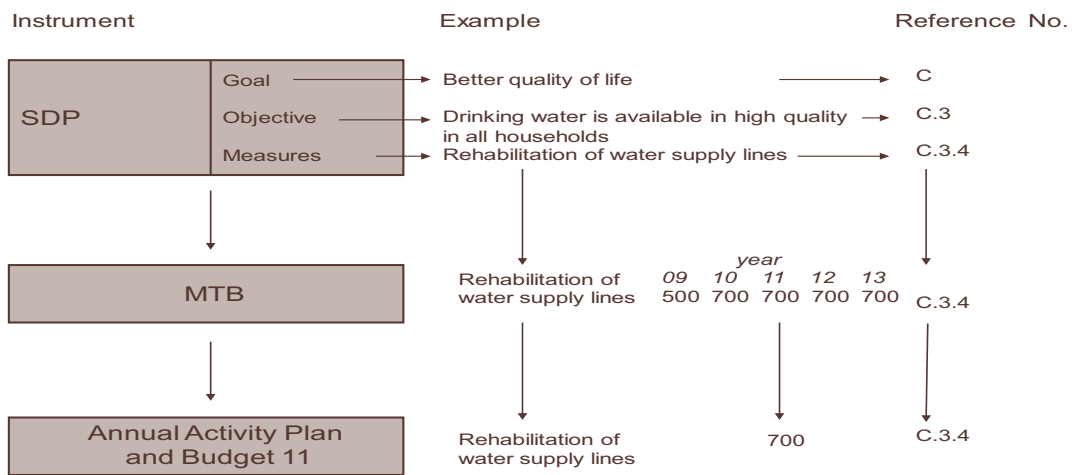 Instrument Example Reference No.
SDP
Goal Better quality of life C
Objective Drinking water is available in high quality C.3
in all households
Measures Rehabilitation of water supply lines C.3.4
year
Rehabilitation of 09 10 11 12 13
MTB
water supply lines 500 700 700 700 700 C.3.4
Annual Activity Plan
and Budget 11
Rehabilitation of 700 C.3.4
water supply lines